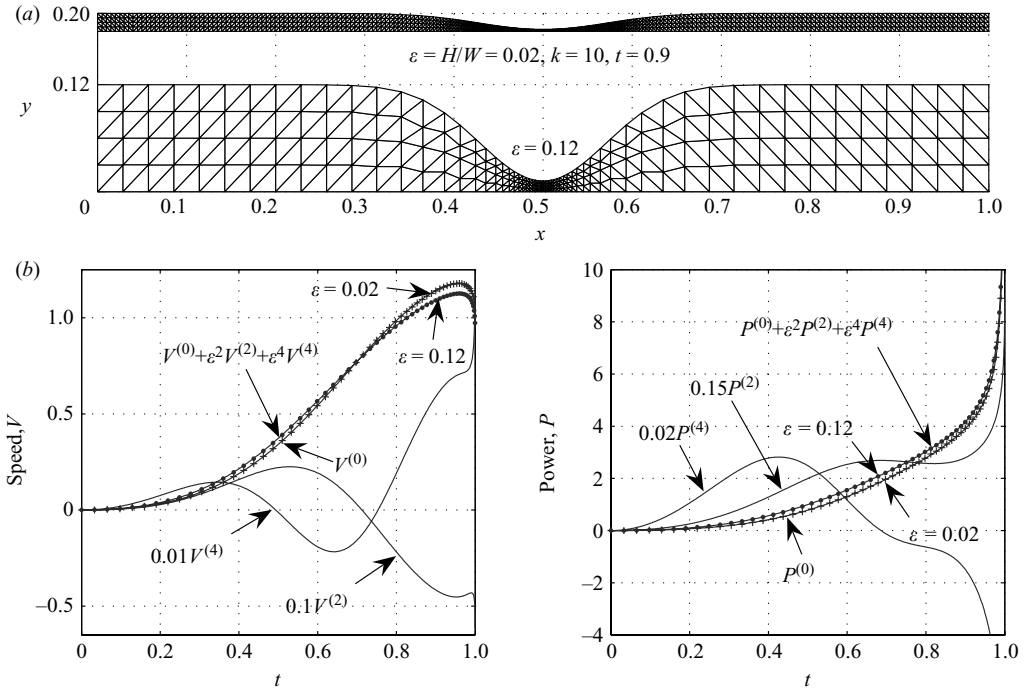 (a)
0.20
ε = H/W = 0.02, k = 10, t = 0.9
0.12
y
ε = 0.12
0 0.1 0.2 0.3 0.4 0.5 0.6 0.7 0.8 0.9 1.0
x
(b)
1.0
0.5
0
−0.5
Speed, V
ε = 0.02
V(0)+ε2V(2)+ε4V(4)
ε = 0.12
V(0)
0.01V(4)
0.1V(2)
0 0.2 0.4 0.6 0.8 1.0
t
10
8
6
4
2
0
−2
−4
Power, P
P(0)+ε2P(2)+ε4P(4)
0.15P(2)
0.02P(4)
ε = 0.12
ε = 0.02
P(0)
0 0.2 0.4 0.6 0.8 1.0
t